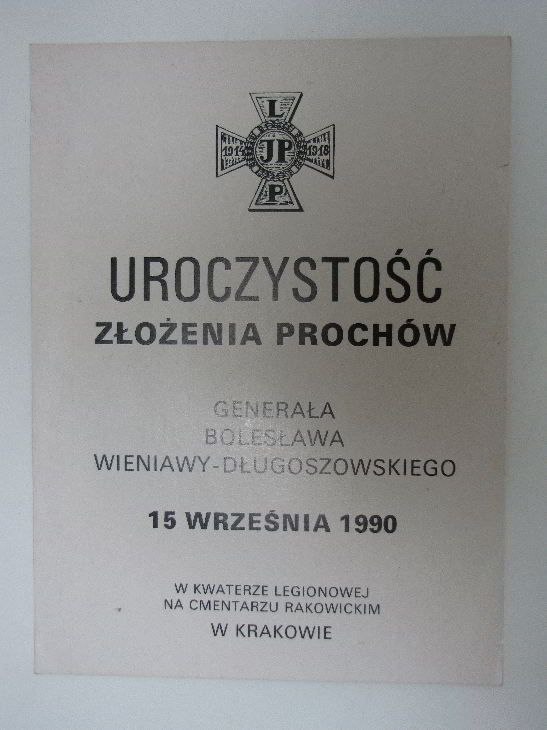 L
1914 JP 1918
P
UROCZYSTOŚĆ
ZŁOŻENIA PROCHÓW
GENERAŁA
BOLESŁAWA
WIENIAWY-DŁUGOSZOWSKIEGO
15 WRZEŚNIA 1990
W KWATERZE LEGIONOWEJ
NA CMENTARZU RAKOWICKIM
W KRAKOWIE